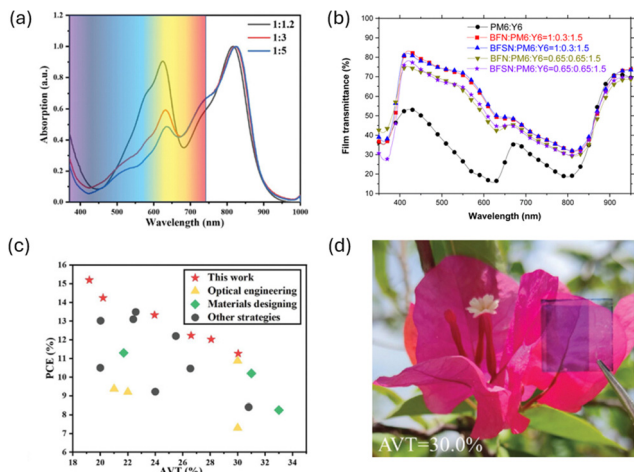 (a)
1:1.2
1:3
1:5
Absorption (a.u.)
1.2
1.0
0.8
0.6
0.4
0.2
0.0
400 500 600 700 800 900 1000
Wavelength (nm)
(b)
PM6:Y6
BFN:PM6:Y6=1:0.3:1.5
BFSN:PM6:Y6=1:0.3:1.5
BFN:PM6:Y6=0.65:0.65:1.5
BFSN:PM6:Y6=0.65:0.65:1.5
Film transmittance (%)
100
90
80
70
60
50
40
30
20
10
400 500 600 700 800 900
Wavelength (nm)
(c)
This work
Optical engineering
Materials designing
Other strategies
PCE (%)
16
15
14
13
12
11
10
9
8
7
6
18 20 22 24 26 28 30 32 34
AVT (%)
(d)
AVT=30.0%